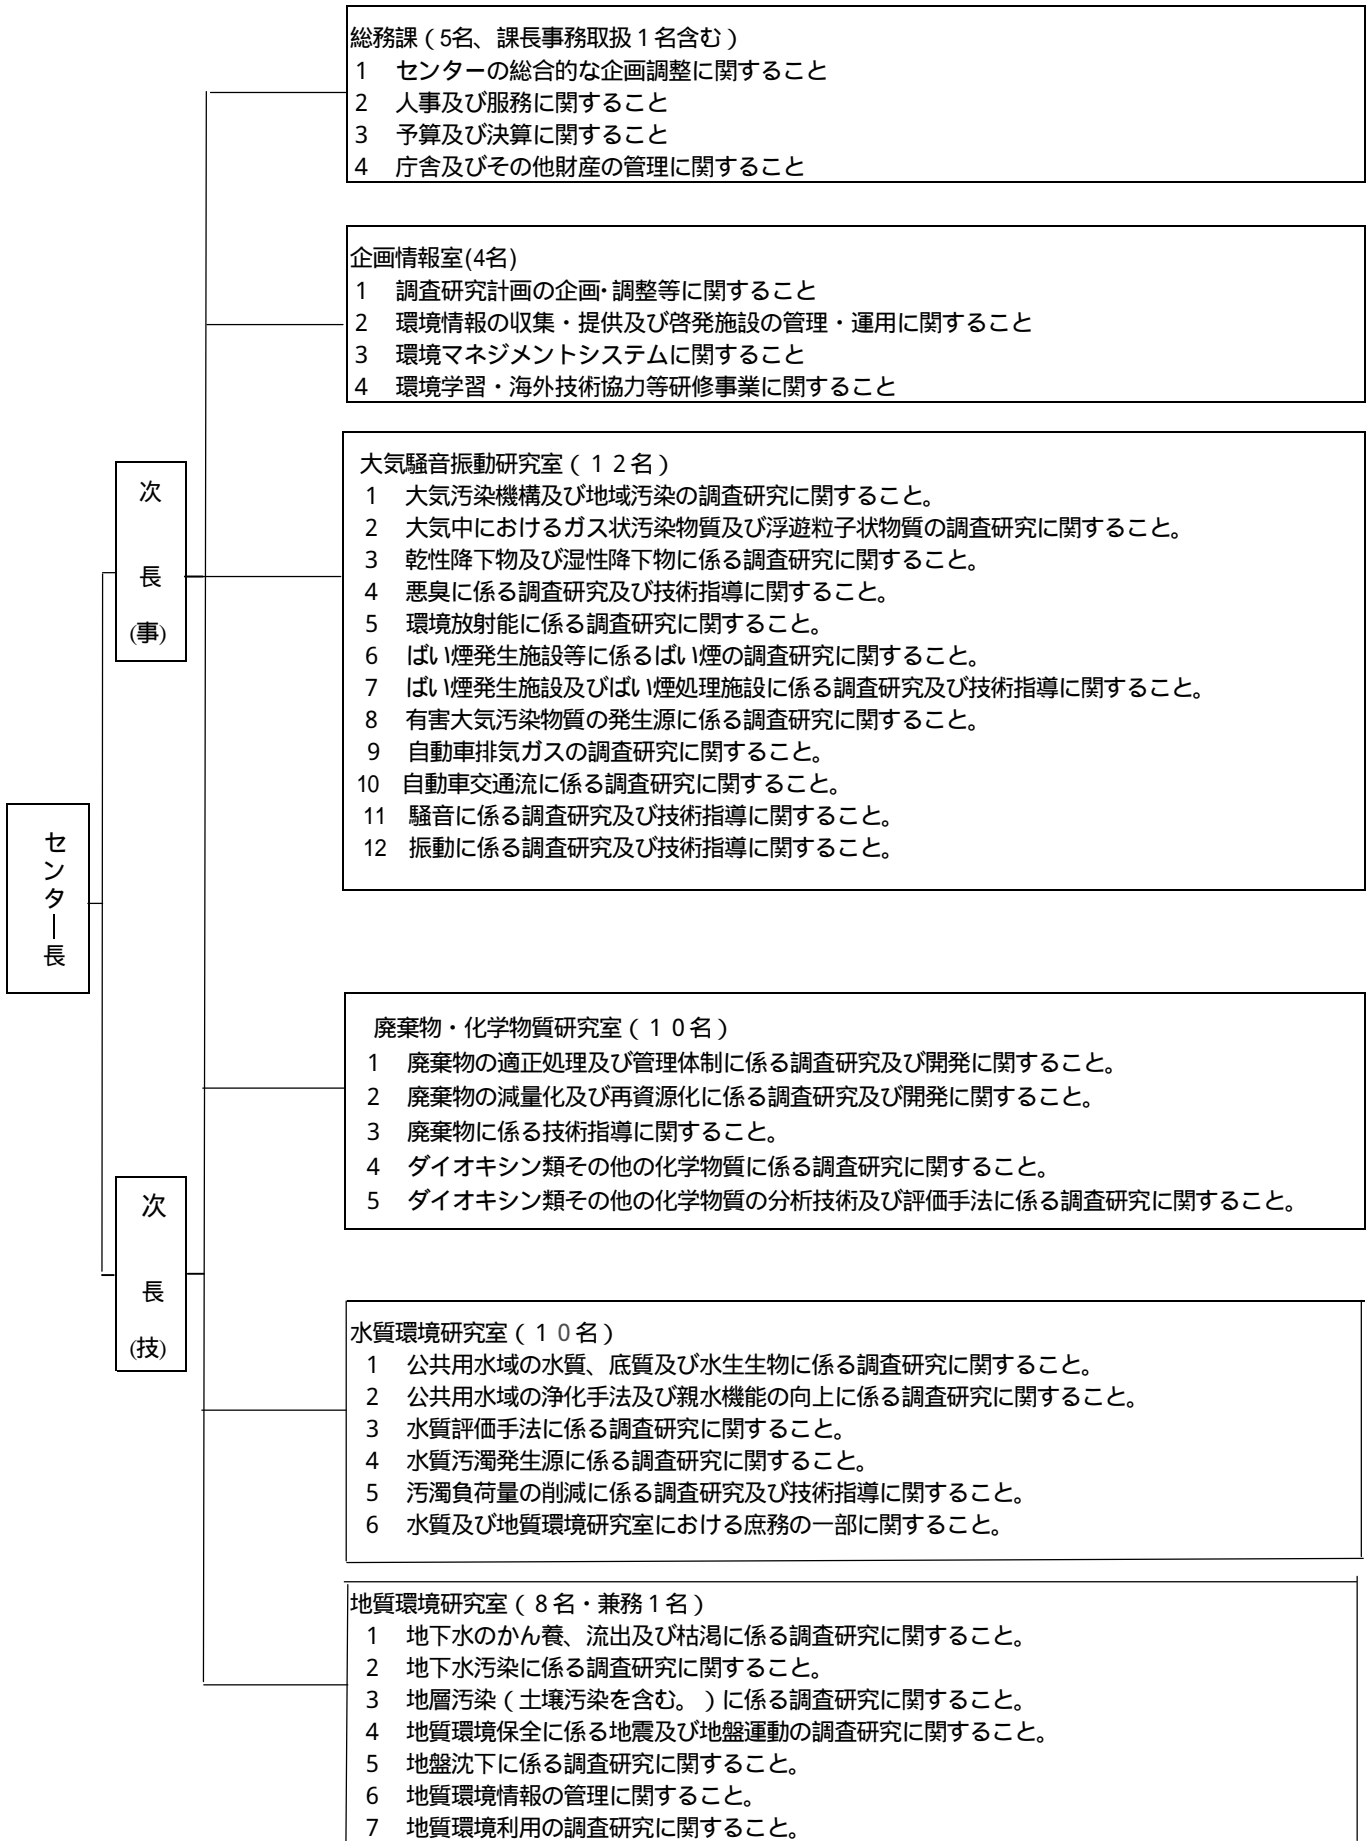 総務課（5名、課長事務取扱１名含む）
1 センターの総合的な企画調整に関すること
2 人事及び服務に関すること
3 予算及び決算に関すること
4 庁舎及びその他財産の管理に関すること
企画情報室(4名)
1 調査研究計画の企画・調整等に関すること
2 環境情報の収集・提供及び啓発施設の管理・運用に関すること
3 環境マネジメントシステムに関すること
4 環境学習・海外技術協力等研修事業に関すること
次長(事)
大気騒音振動研究室（１２名）
1 大気汚染機構及び地域汚染の調査研究に関すること。
2 大気中におけるガス状汚染物質及び浮遊粒子状物質の調査研究に関すること。
3 乾性降下物及び湿性降下物に係る調査研究に関すること。
4 悪臭に係る調査研究及び技術指導に関すること。
5 環境放射能に係る調査研究に関すること。
6 ばい煙発生施設等に係るばい煙の調査研究に関すること。
7 ばい煙発生施設及びばい煙処理施設に係る調査研究及び技術指導に関すること。
8 有害大気汚染物質の発生源に係る調査研究に関すること。
9 自動車排気ガスの調査研究に関すること。
10 自動車交通流に係る調査研究に関すること。
11 騒音に係る調査研究及び技術指導に関すること。
12 振動に係る調査研究及び技術指導に関すること。
センター長
廃棄物・化学物質研究室（１０名）
1 廃棄物の適正処理及び管理体制に係る調査研究及び開発に関すること。
2 廃棄物の減量化及び再資源化に係る調査研究及び開発に関すること。
3 廃棄物に係る技術指導に関すること。
4 ダイオキシン類その他の化学物質に係る調査研究に関すること。
5 ダイオキシン類その他の化学物質の分析技術及び評価手法に係る調査研究に関すること。
次長(技)
水質環境研究室（１０名）
1 公共用水域の水質、底質及び水生生物に係る調査研究に関すること。
2 公共用水域の浄化手法及び親水機能の向上に係る調査研究に関すること。
3 水質評価手法に係る調査研究に関すること。
4 水質汚濁発生源に係る調査研究に関すること。
5 汚濁負荷量の削減に係る調査研究及び技術指導に関すること。
6 水質及び地質環境研究室における庶務の一部に関すること。
地質環境研究室（８名・兼務１名）
1 地下水のかん養、流出及び枯渇に係る調査研究に関すること。
2 地下水汚染に係る調査研究に関すること。
3 地層汚染（土壌汚染を含む。）に係る調査研究に関すること。
4 地質環境保全に係る地震及び地盤運動の調査研究に関すること。
5 地盤沈下に係る調査研究に関すること。
6 地質環境情報の管理に関すること。
7 地質環境利用の調査研究に関すること。